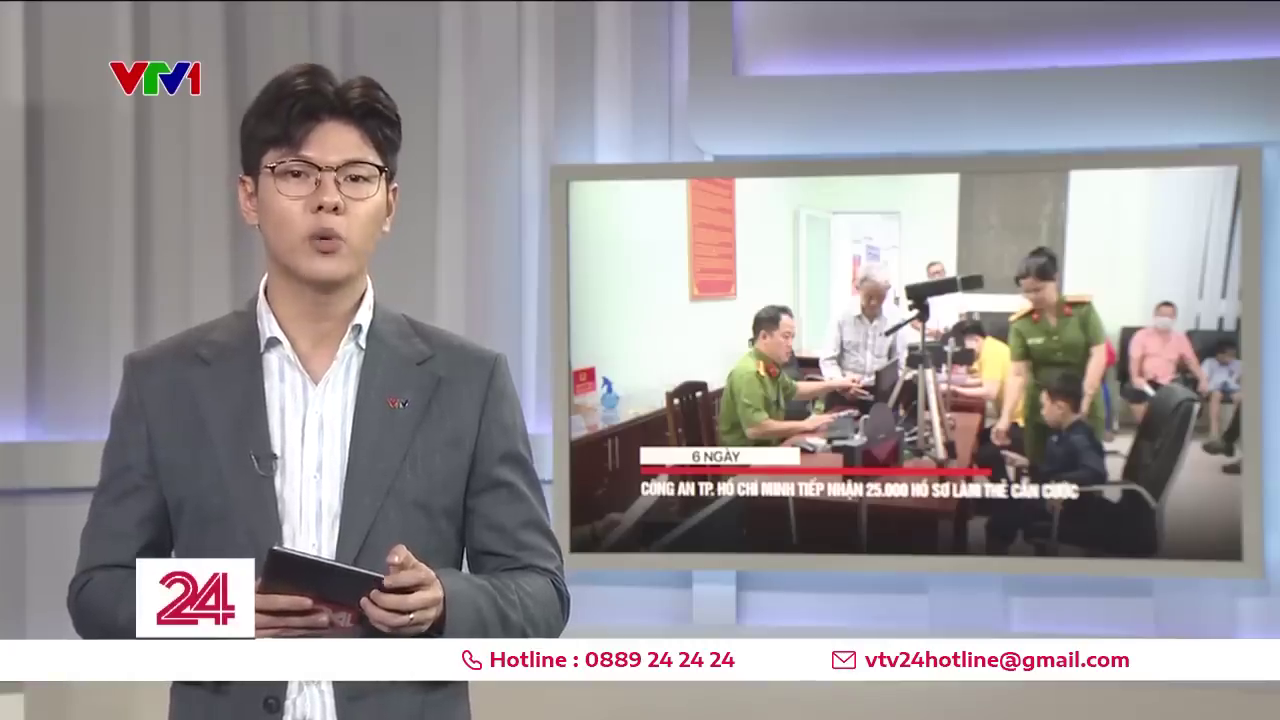 VTV1
VTV
6 NGÀY
CÔNG AN TP. HỒ CHÍ MINH TIẾP NHẬN 25.000 HỒ SƠ LÀM THẺ CĂN CƯỚC
24
Hotline : 0889 24 24 24
vtv24hotline@gmail.com